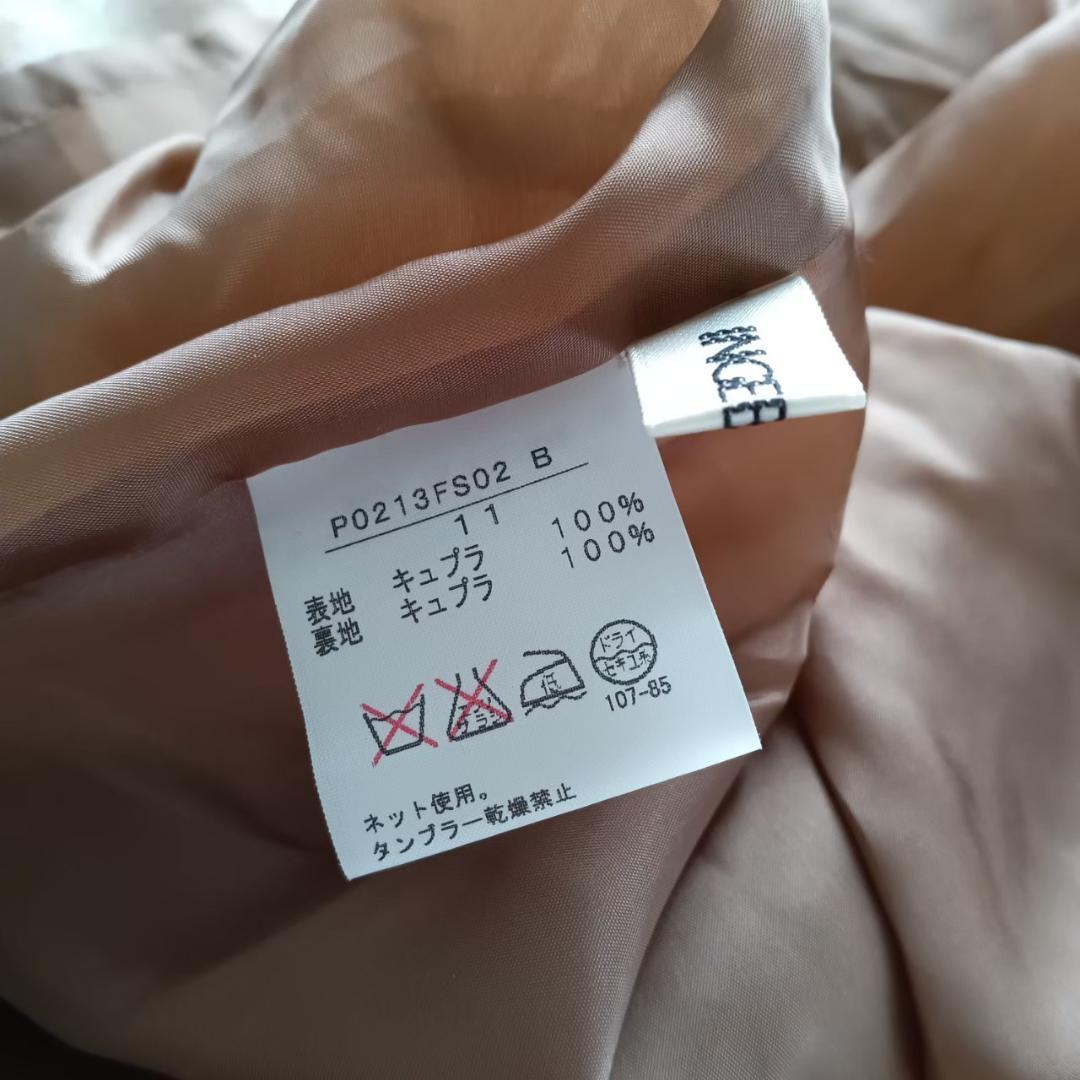 INGEB
P0213FS02 B
11
表地 キュプラ 100%
裏地 キュプラ 100%
低
ドライ
セキユ系
107-85
ネット使用。
タンブラー乾燥禁止